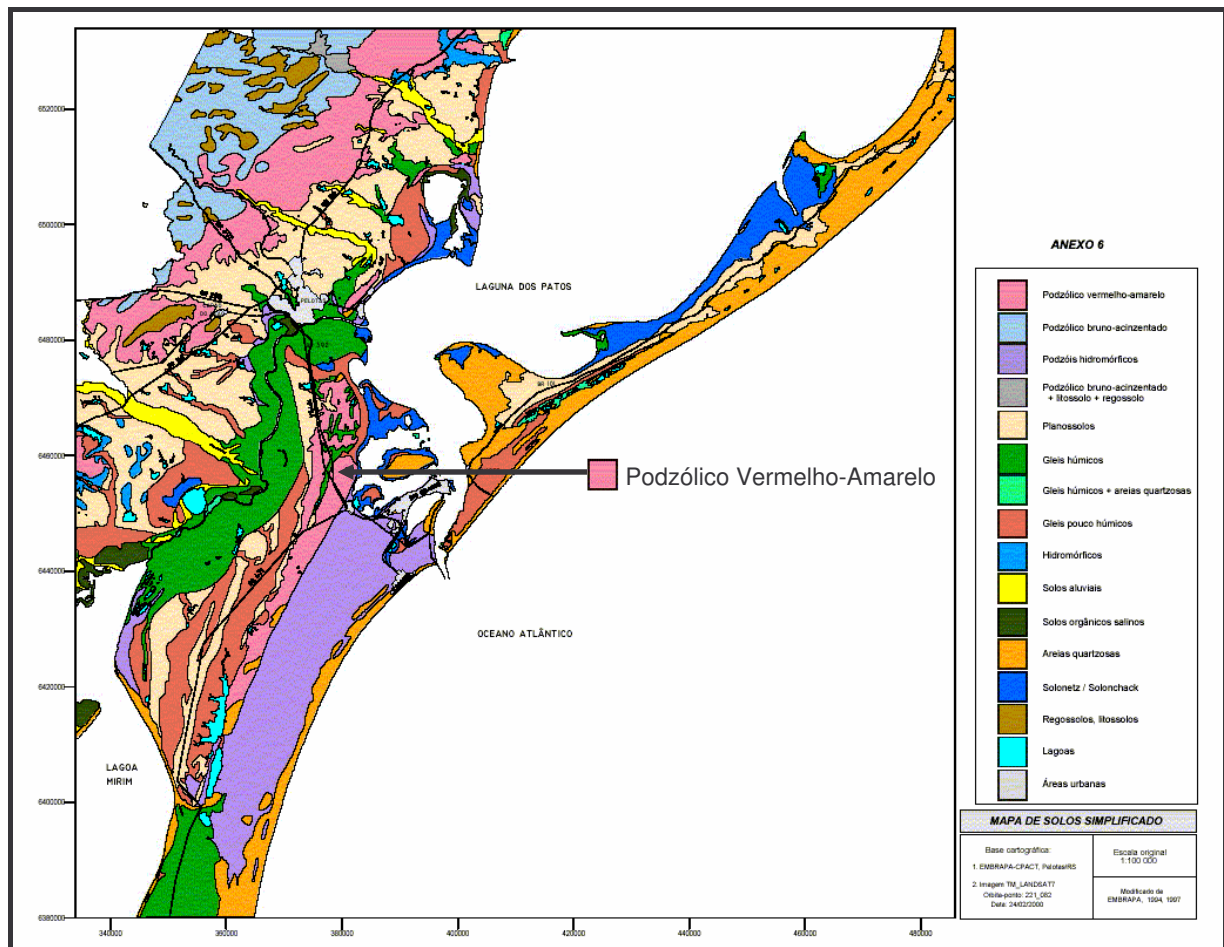 6520000
6500000
6480000
6460000
6440000
6420000
6400000
6380000
340000
360000
380000
400000
420000
440000
460000
480000
LAGUNA DOS PATOS
PELOTAS
BR 101
Podzólico Vermelho-Amarelo
OCEANO ATLÂNTICO
LAGOA
MIRIM
ANEXO 6
Podzólico vermelho-amarelo
Podzólico bruno-acinzentado
Podzóis hidromórficos
Podzólico bruno-acinzentado
+ litossolo + regossolo
Planossolos
Gleis húmicos
Gleis húmicos + areias quartzosas
Gleis pouco húmicos
Hidromórficos
Solos aluviais
Solos orgânicos salinos
Areias quartzosas
Solonetz / Solonchack
Regossolos, litossolos
Lagoas
Áreas urbanas
MAPA DE SOLOS SIMPLIFICADO
Base cartográfica:
1. EMBRAPA-CPACT, Pelotas/RS
2. Imagem TM_LANDSAT7
Orbita-ponto: 221_082
Data: 24/02/2000
Escala original
1:100 000
Modificado de
EMBRAPA, 1994, 1997